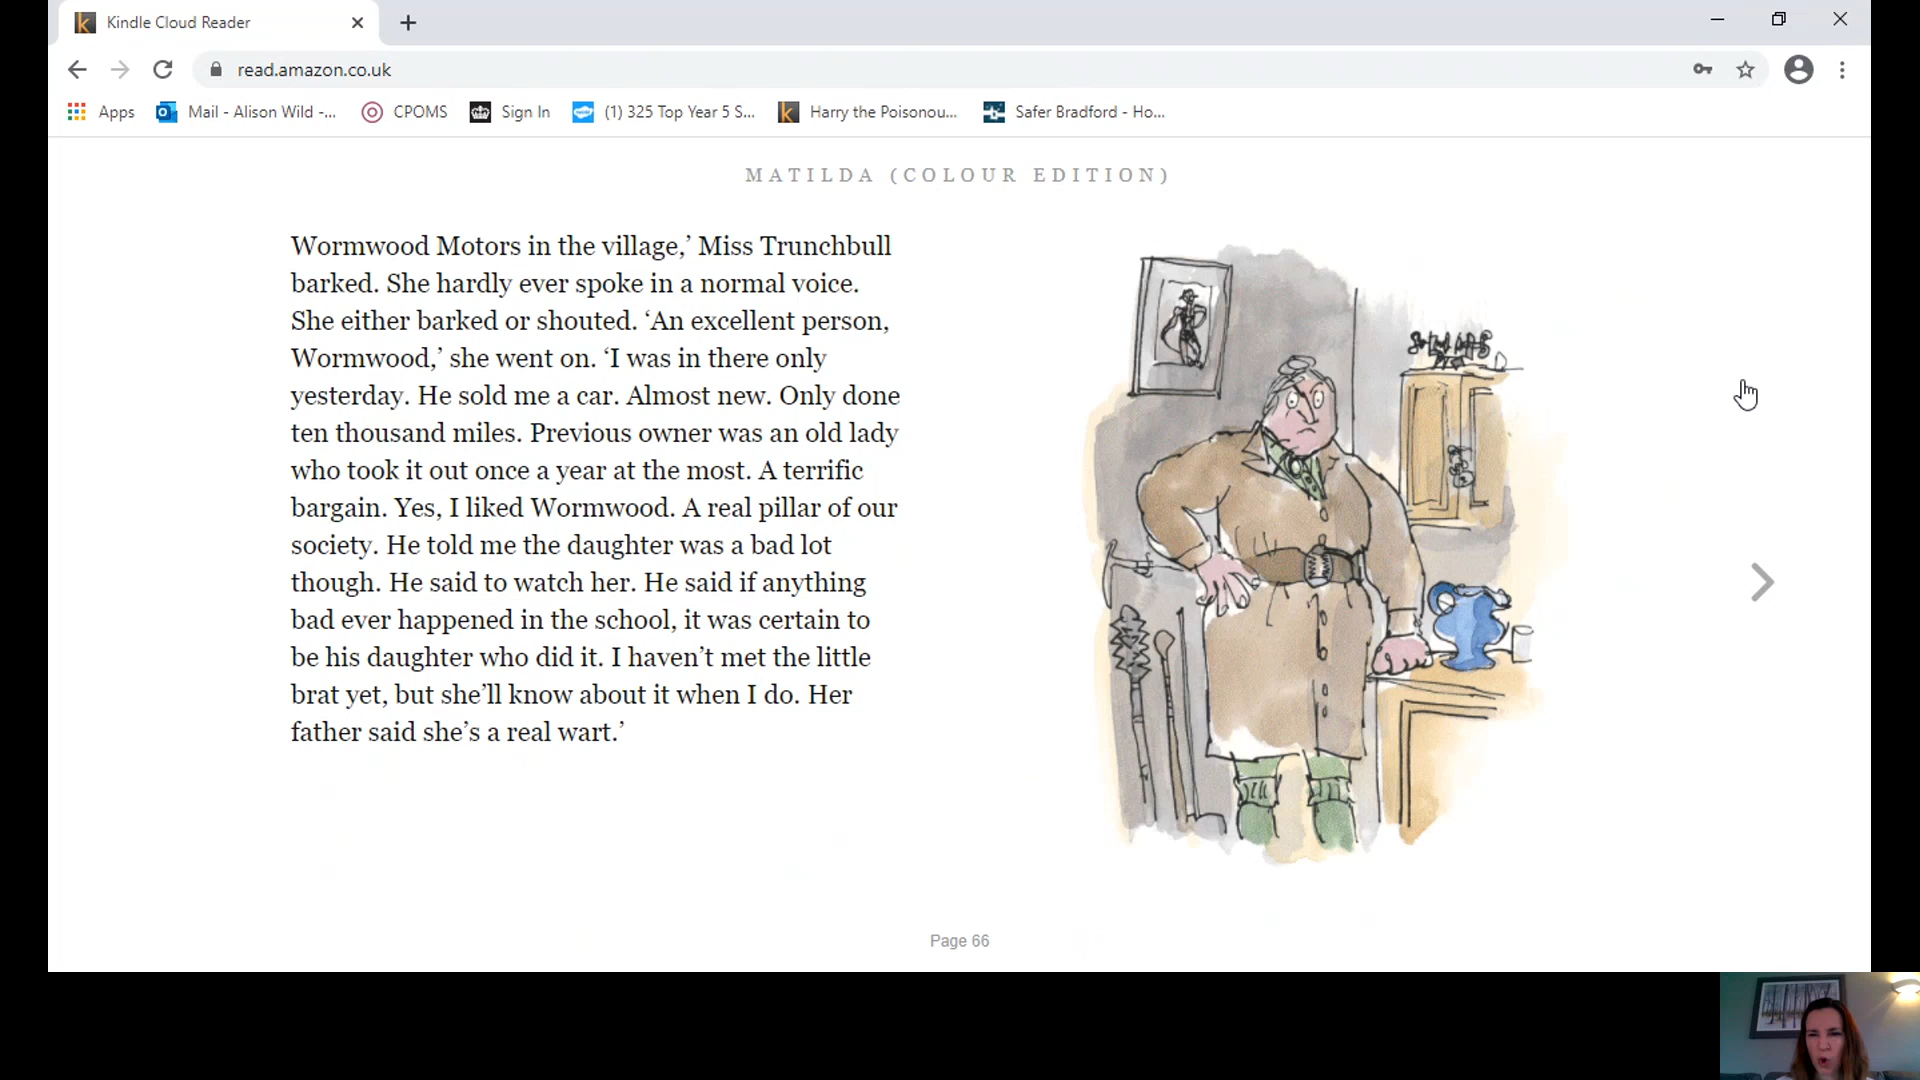 Kindle Cloud Reader
read.amazon.co.uk
Apps
Mail - Alison Wild -...
CPOMS
Sign In
(1) 325 Top Year 5 S...
Harry the Poisonou...
Safer Bradford - Ho...
MATILDA (COLOUR EDITION)
Wormwood Motors in the village,’ Miss Trunchbull
barked. She hardly ever spoke in a normal voice.
She either barked or shouted. ‘An excellent person,
Wormwood,’ she went on. ‘I was in there only
yesterday. He sold me a car. Almost new. Only done
ten thousand miles. Previous owner was an old lady
who took it out once a year at the most. A terrific
bargain. Yes, I liked Wormwood. A real pillar of our
society. He told me the daughter was a bad lot
though. He said to watch her. He said if anything
bad ever happened in the school, it was certain to
be his daughter who did it. I haven’t met the little
brat yet, but she’ll know about it when I do. Her
father said she’s a real wart.’
Page 66